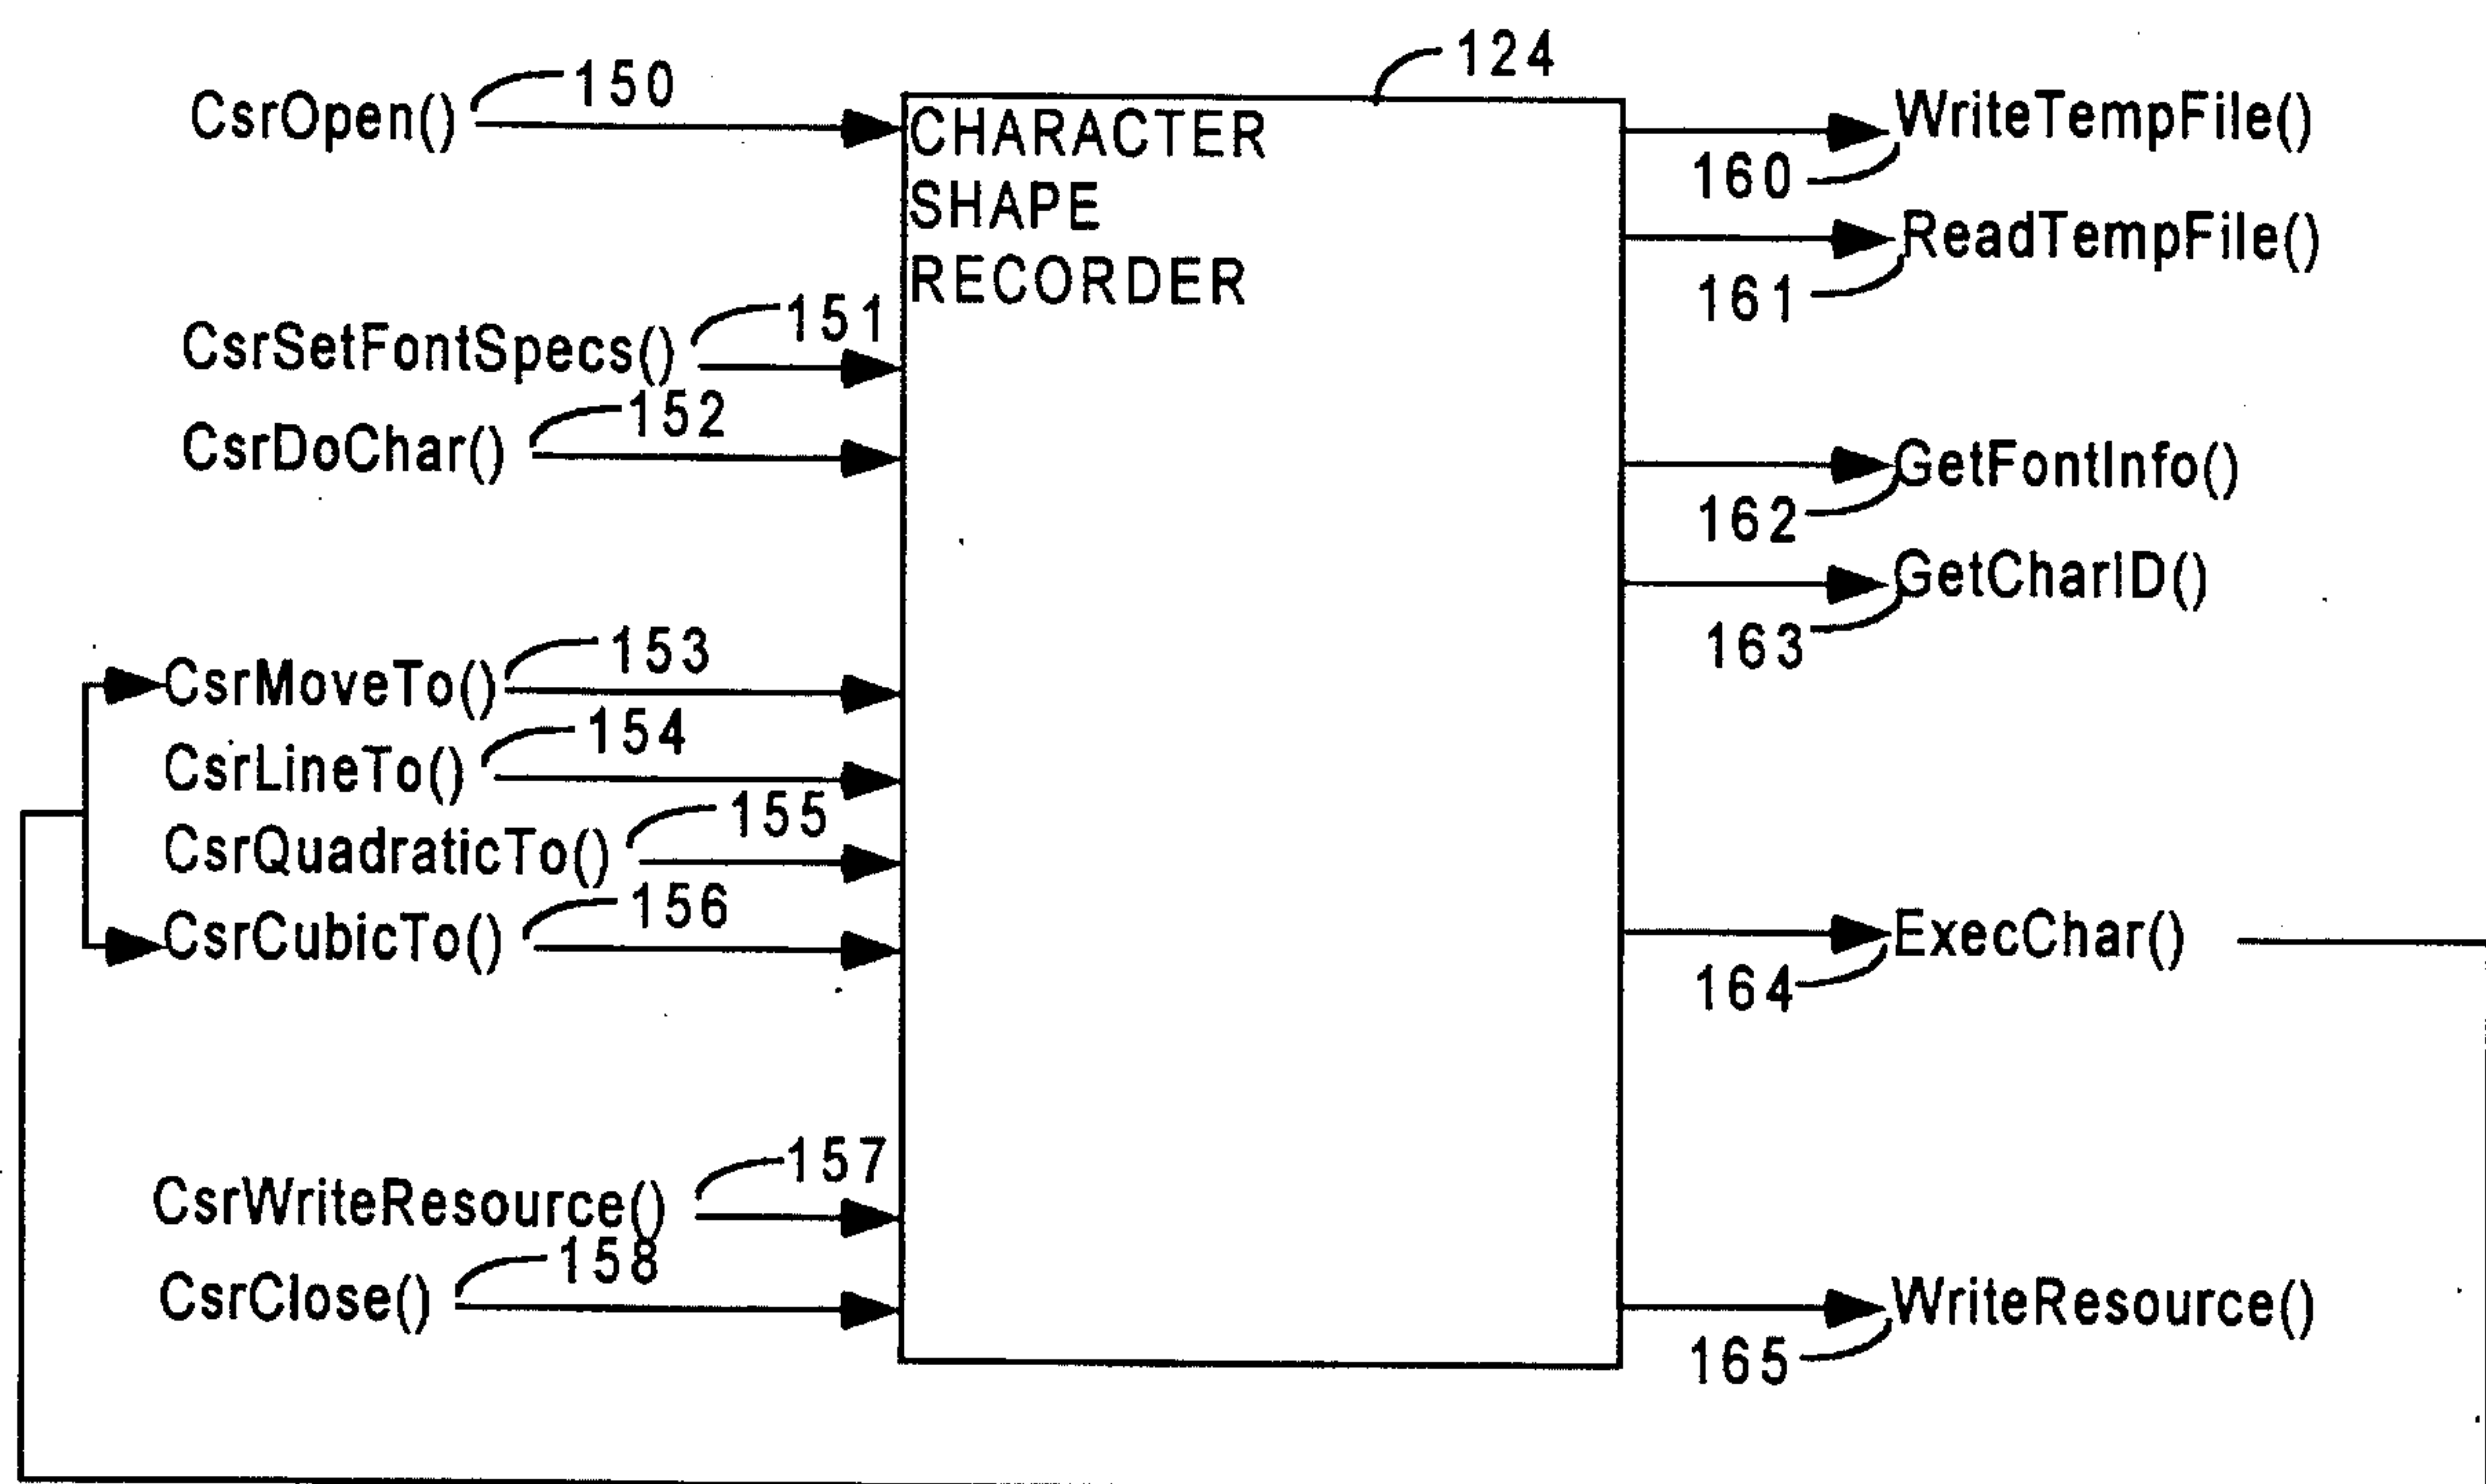 124
CsrOpen() 150
CHARACTER
SHAPE
RECORDER
WriteTempFile()
160
ReadTempFile()
161
CsrSetFontSpecs() 151
CsrDoChar() 152
GetFontInfo()
162
GetCharID()
163
CsrMoveTo() 153
CsrLineTo() 154
CsrQuadraticTo() 155
CsrCubicTo() 156
ExecChar()
164
CsrWriteResource() 157
CsrClose() 158
WriteResource()
165